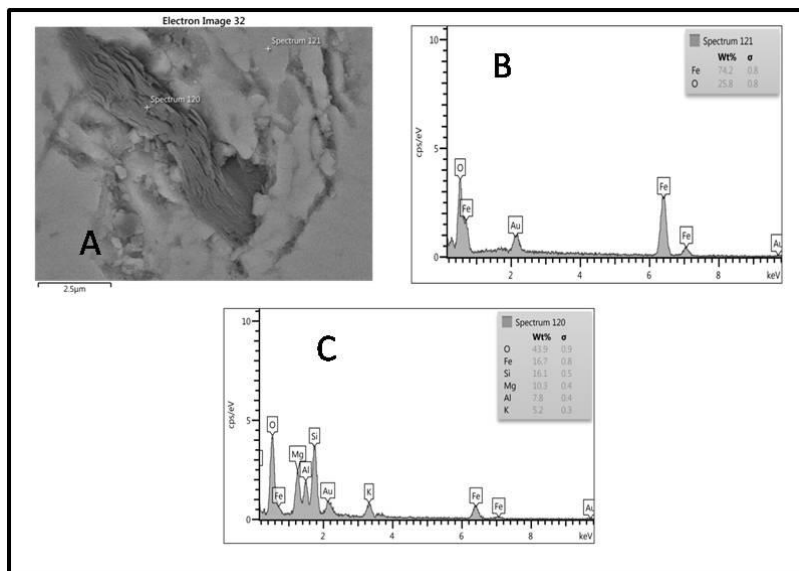 Electron Image 32
Spectrum 121
Spectrum 120
A
2.5µm
B
Spectrum 121
Wt% σ
Fe 74.2 0.8
O 25.8 0.8
cps/eV
10
5
0
O
Fe
Au
Fe
Fe
Au
2 4 6 8 keV
C
Spectrum 120
Wt% σ
O 43.9 0.9
Fe 16.7 0.8
Si 16.1 0.5
Mg 10.3 0.4
Al 7.8 0.4
K 5.2 0.3
cps/eV
10
5
0
O
Fe
Mg
Al
Si
Au
K
Fe
Fe
Au
2 4 6 8 keV